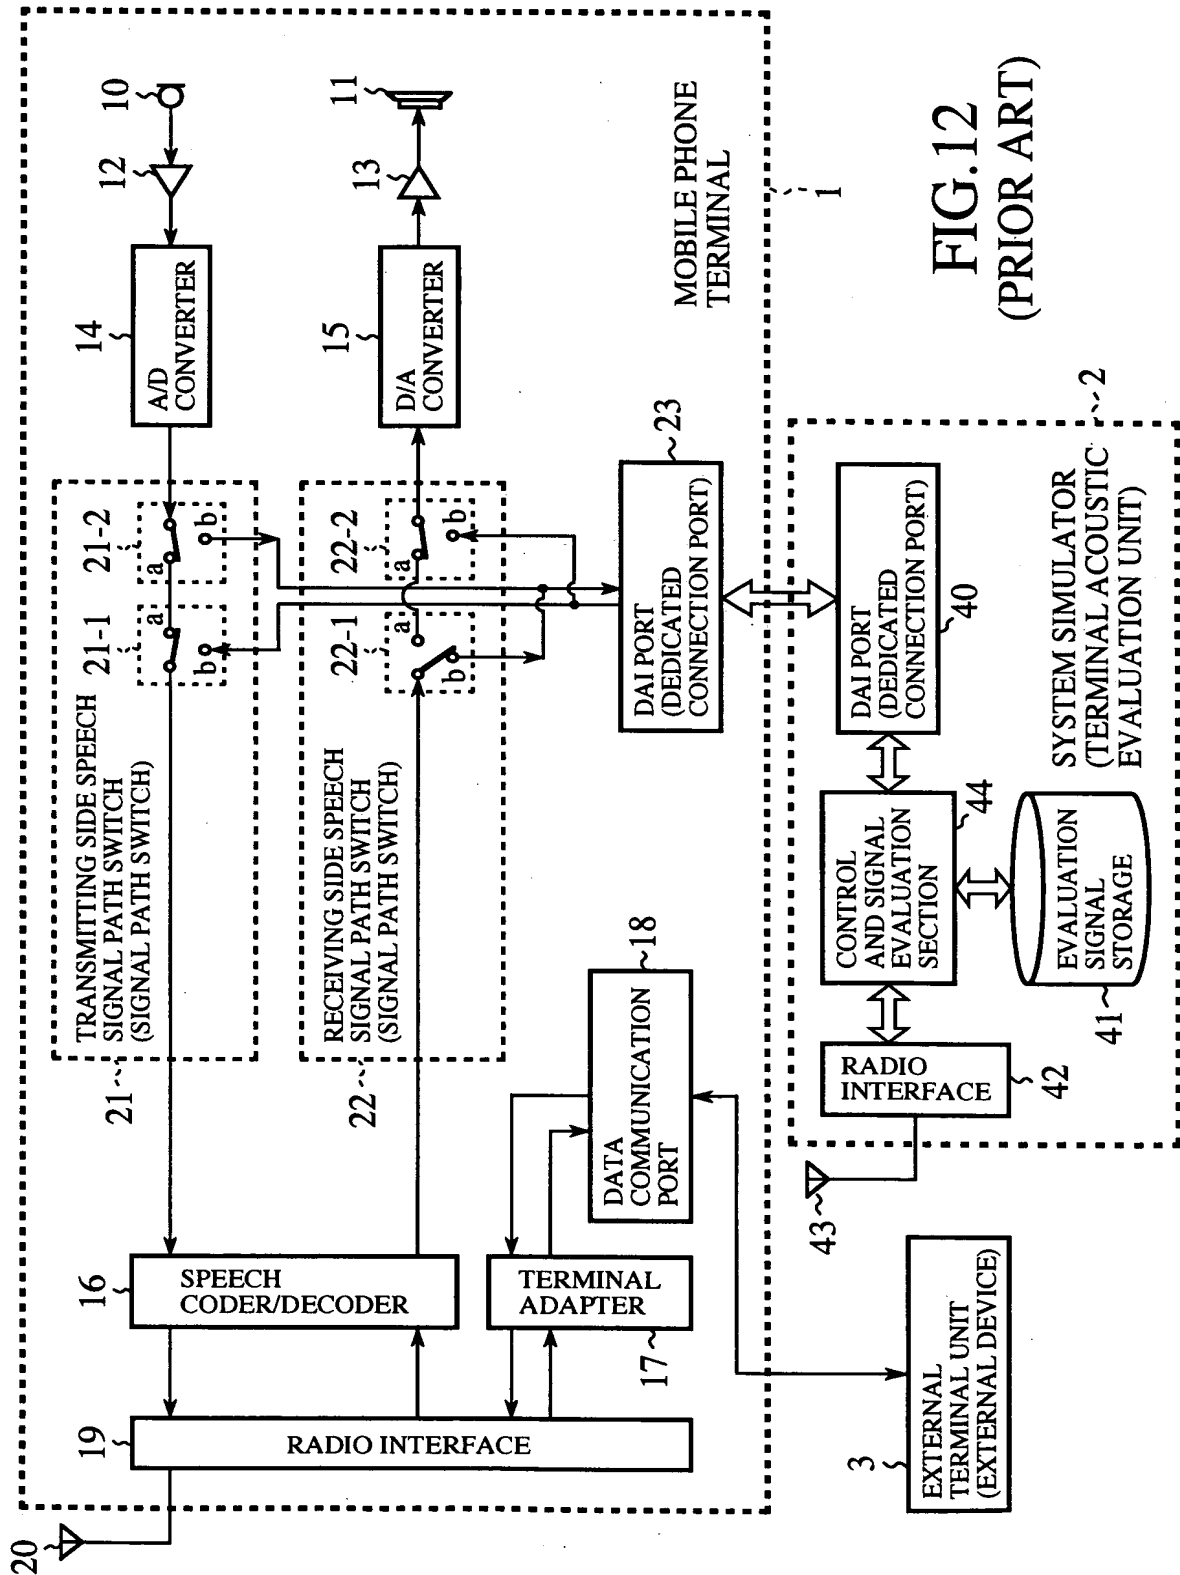 20
19
RADIO INTERFACE
16
SPEECH
CODER/DECODER
17
TERMINAL
ADAPTER
18
DATA
COMMUNICATION
PORT
21
TRANSMITTING SIDE SPEECH
SIGNAL PATH SWITCH
(SIGNAL PATH SWITCH)
21-1
a
b
21-2
a
b
22
RECEIVING SIDE SPEECH
SIGNAL PATH SWITCH
(SIGNAL PATH SWITCH)
22-1
a
b
22-2
a
b
14
A/D
CONVERTER
12
10
15
D/A
CONVERTER
13
11
23
DAI PORT
(DEDICATED
CONNECTION PORT)
MOBILE PHONE
TERMINAL
1
3
EXTERNAL
TERMINAL UNIT
(EXTERNAL DEVICE)
43
RADIO
INTERFACE
42
CONTROL
AND SIGNAL
EVALUATION
SECTION
44
DAI PORT
(DEDICATED
CONNECTION PORT)
40
41
EVALUATION
SIGNAL
STORAGE
SYSTEM SIMULATOR
(TERMINAL ACOUSTIC
EVALUATION UNIT)
2
FIG.12
(PRIOR ART)